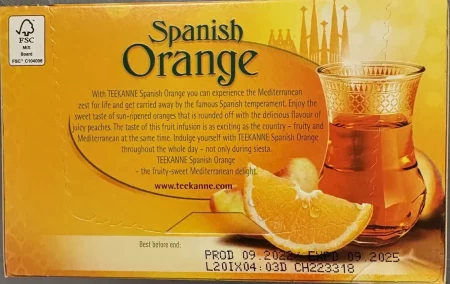 FSC
MIX
Board
FSC® C104009
Spanish
Orange
With TEEKANNE Spanish Orange you can experience the Mediterranean
zest for life and get carried away by the famous Spanish temperament. Enjoy the
sweet taste of sun-ripened oranges that is rounded off with the delicious flavour of
juicy peaches. The taste of this fruit infusion is as exiting as the country – fruity and
Mediterranean at the same time. Indulge yourself with TEEKANNE Spanish Orange
throughout the whole day – not only during siesta.
TEEKANNE Spanish Orange
- the fruity-sweet Mediterranean delight.
www.teekanne.com
Best before end:
PROD 09.2022 EXPD 09.2025
L20IX04:03D CH223318